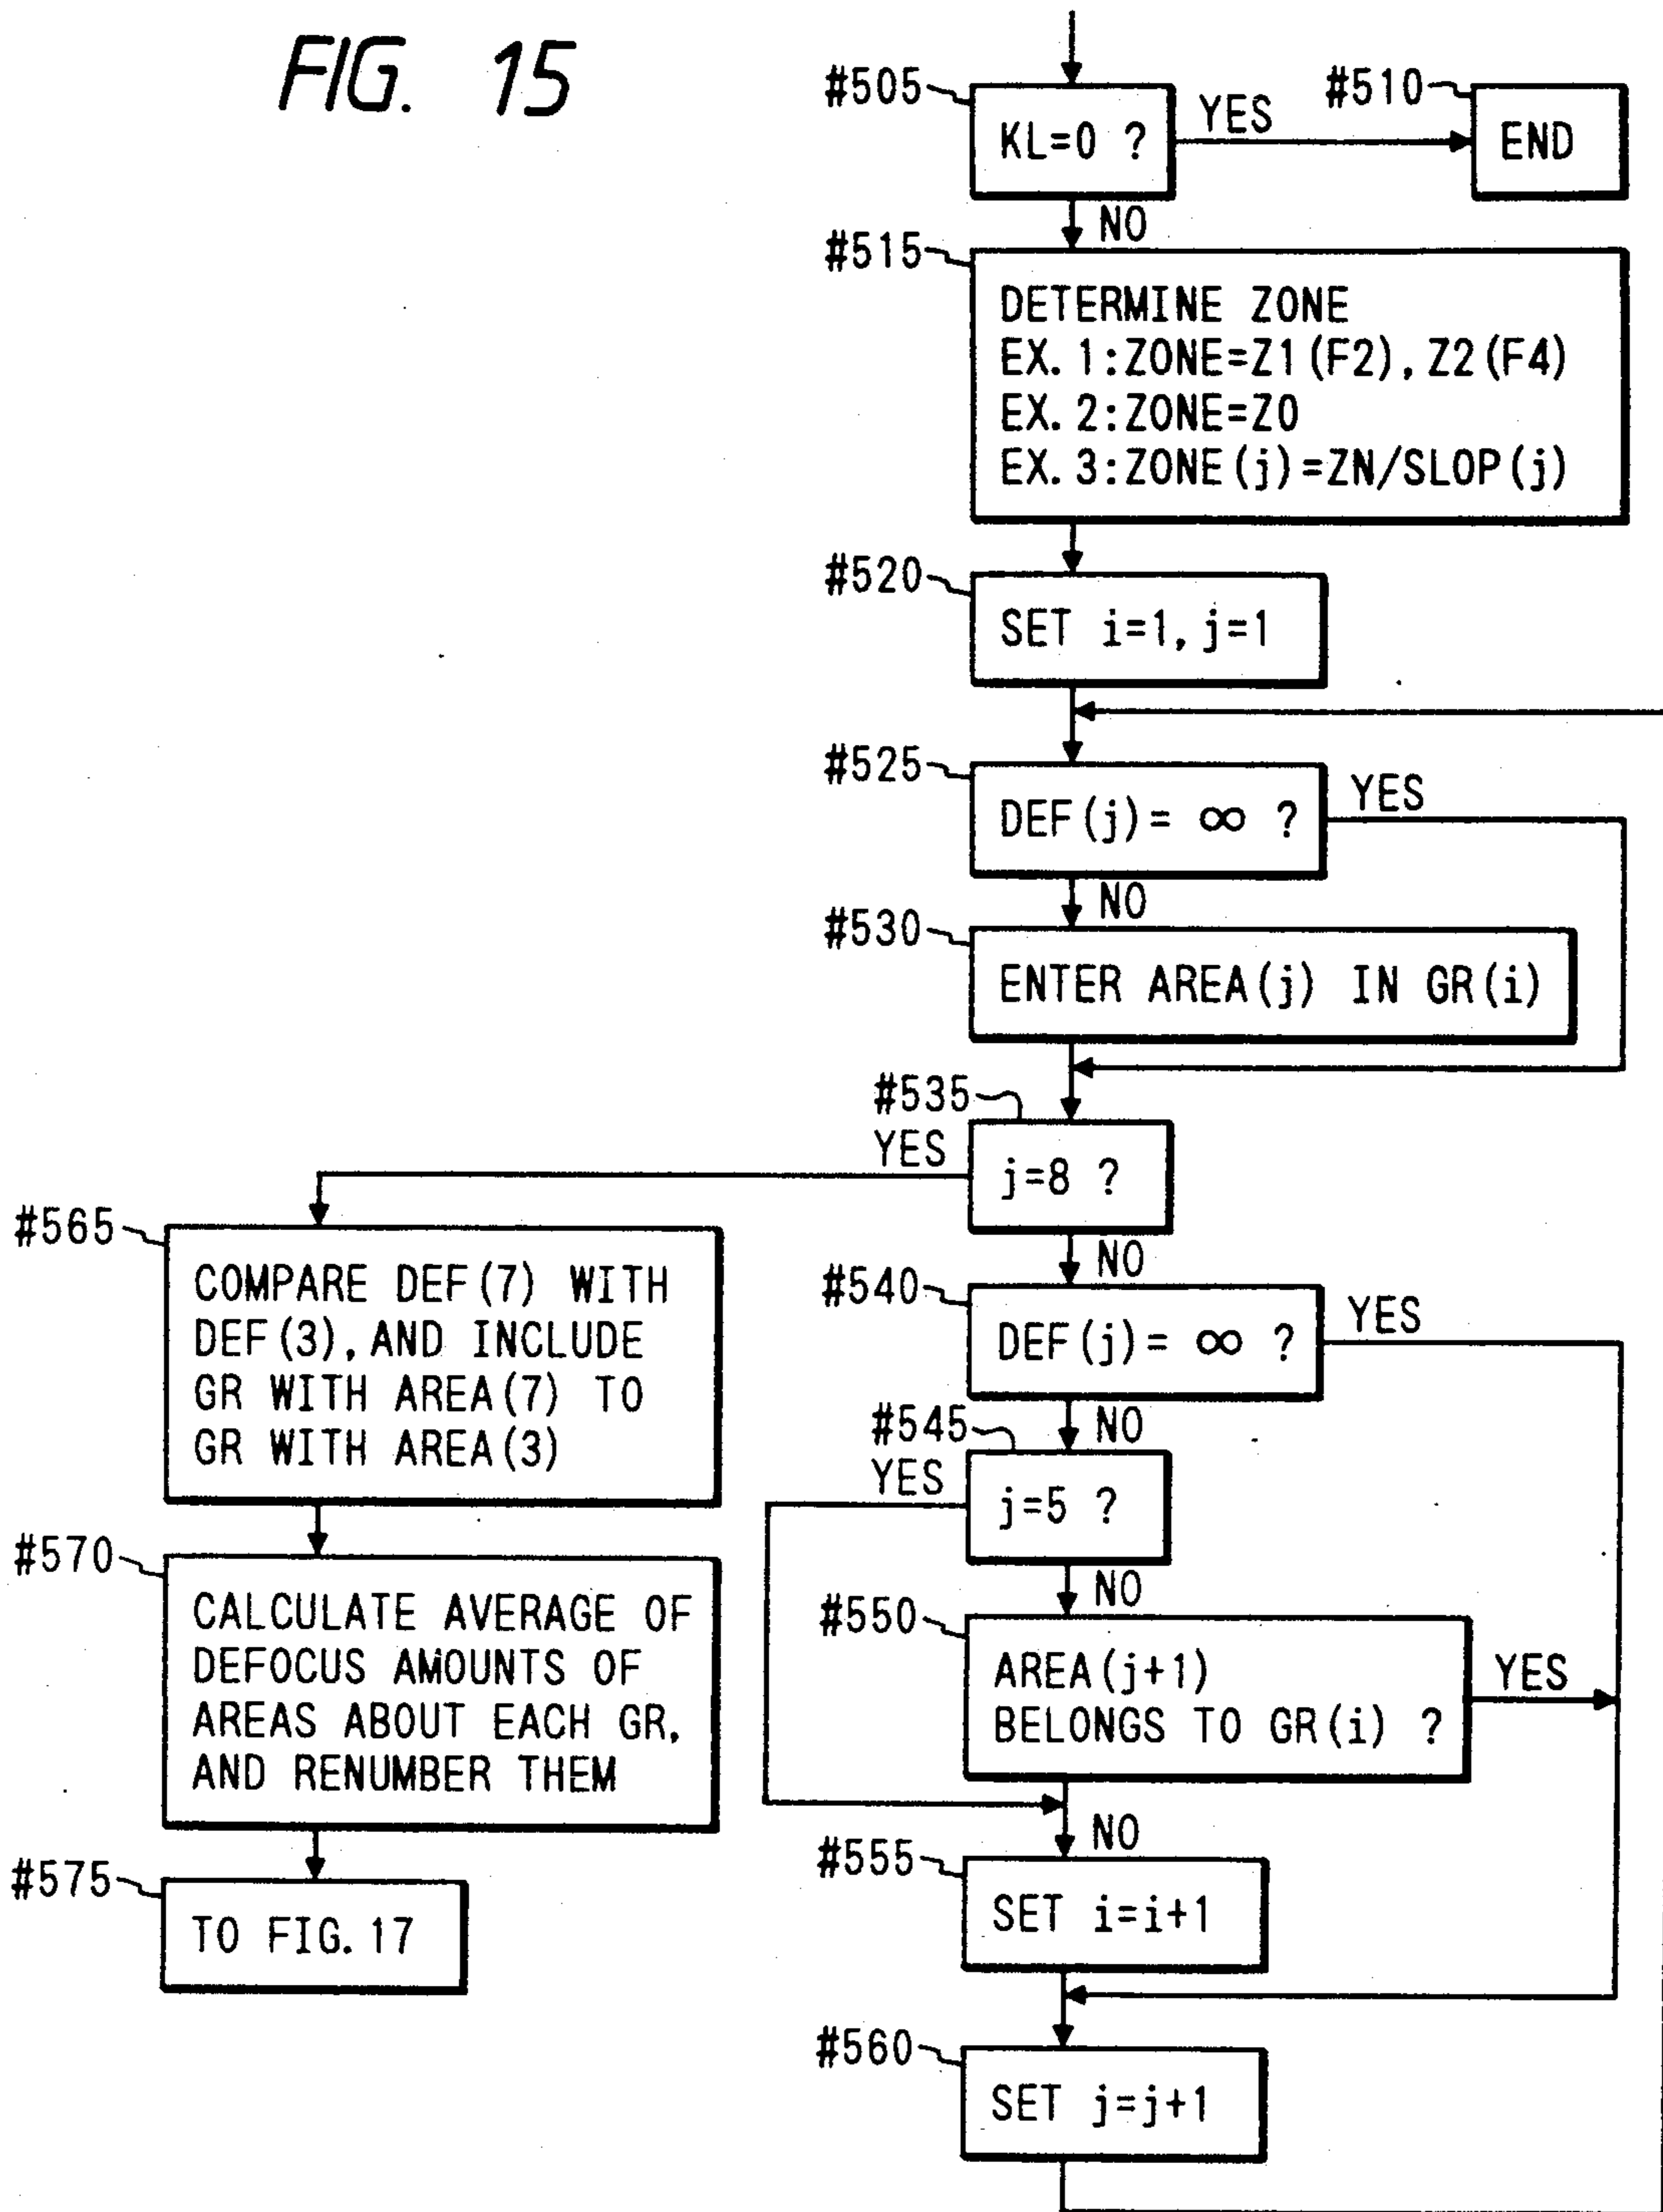 FIG. 15
#505
KL=0 ?
YES
#510
END
NO
#515
DETERMINE ZONE
EX. 1:ZONE=Z1(F2), Z2(F4)
EX. 2:ZONE=Z0
EX. 3:ZONE(j)=ZN/SLOP(j)
#520
SET i=1, j=1
#525
DEF(j)= ∞ ?
YES
NO
#530
ENTER AREA(j) IN GR(i)
#535
YES
j=8 ?
NO
#565
COMPARE DEF(7) WITH
DEF(3), AND INCLUDE
GR WITH AREA(7) TO
GR WITH AREA(3)
#540
DEF(j)= ∞ ?
YES
NO
#545
YES
j=5 ?
NO
#570
CALCULATE AVERAGE OF
DEFOCUS AMOUNTS OF
AREAS ABOUT EACH GR,
AND RENUMBER THEM
#550
AREA(j+1)
BELONGS TO GR(i) ?
YES
NO
#575
TO FIG. 17
#555
SET i=i+1
#560
SET j=j+1